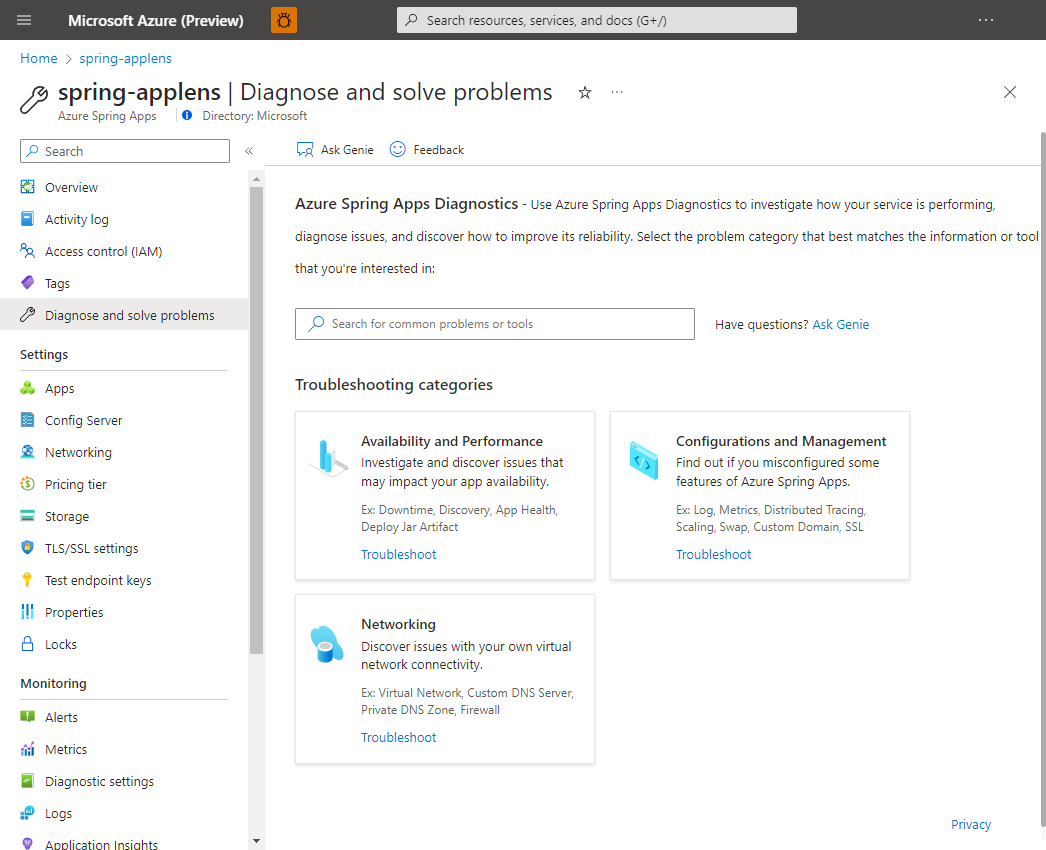 Microsoft Azure (Preview)
Search resources, services, and docs (G+/)
Home > spring-applens
spring-applens | Diagnose and solve problems
Azure Spring Apps
Directory: Microsoft
Search
Overview
Activity log
Access control (IAM)
Tags
Diagnose and solve problems
Settings
Apps
Config Server
Networking
Pricing tier
Storage
TLS/SSL settings
Test endpoint keys
Properties
Locks
Monitoring
Alerts
Metrics
Diagnostic settings
Logs
Application Insights
Ask Genie
Feedback
Azure Spring Apps Diagnostics - Use Azure Spring Apps Diagnostics to investigate how your service is performing,
diagnose issues, and discover how to improve its reliability. Select the problem category that best matches the information or tool
that you're interested in:
Search for common problems or tools
Have questions? Ask Genie
Troubleshooting categories
Availability and Performance
Investigate and discover issues that
may impact your app availability.
Ex: Downtime, Discovery, App Health,
Deploy Jar Artifact
Troubleshoot
Configurations and Management
Find out if you misconfigured some
features of Azure Spring Apps.
Ex: Log, Metrics, Distributed Tracing,
Scaling, Swap, Custom Domain, SSL
Troubleshoot
Networking
Discover issues with your own virtual
network connectivity.
Ex: Virtual Network, Custom DNS Server,
Private DNS Zone, Firewall
Troubleshoot
Privacy